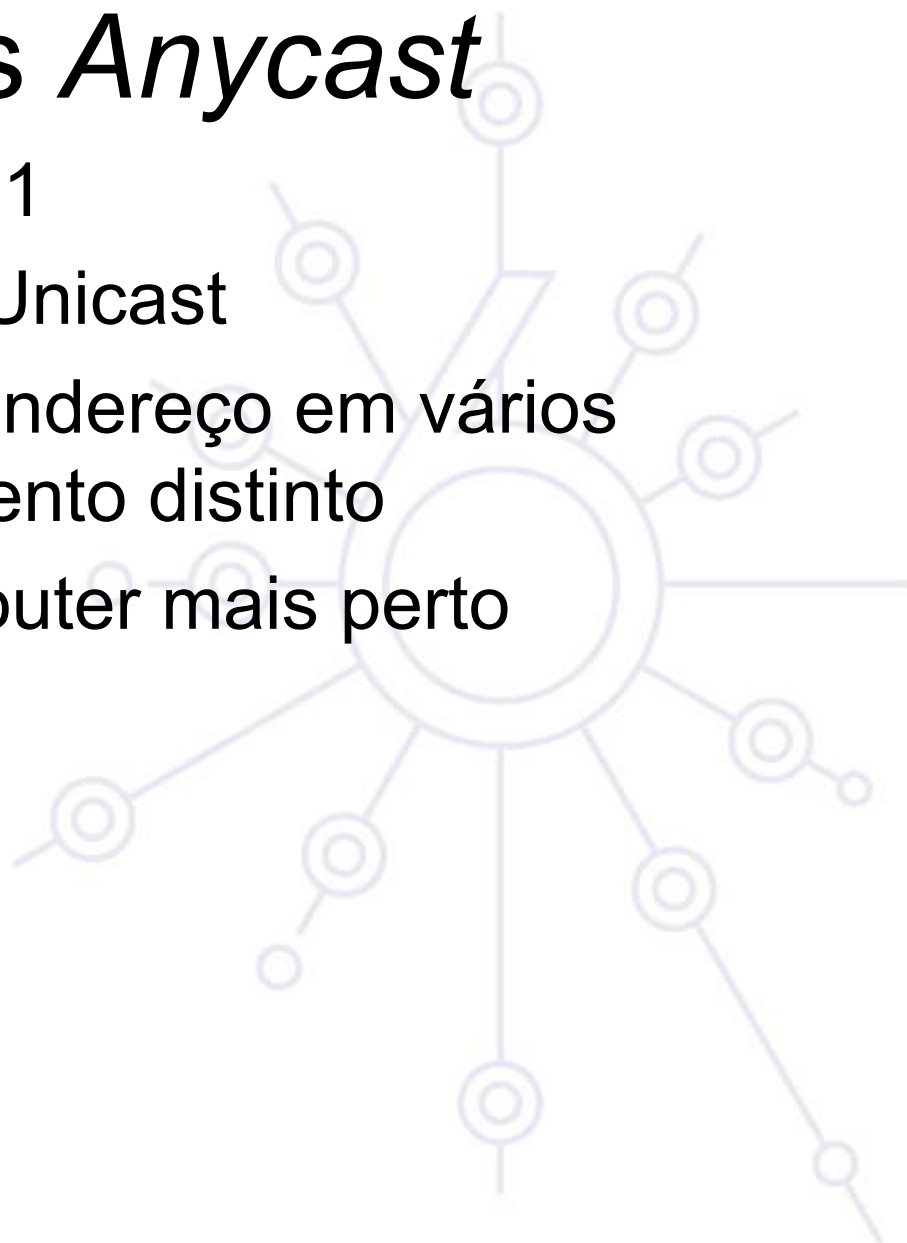 s Anycast
1
Unicast
ndereço em vários
ento distinto
outer mais perto